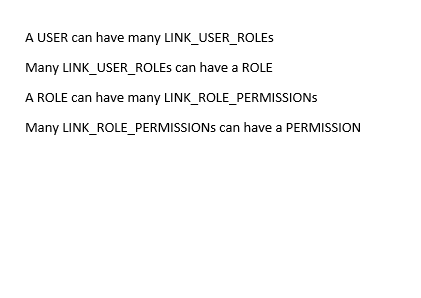 A USER can have many LINK_USER_ROLEs
Many LINK_USER_ROLEs can have a ROLE
A ROLE can have many LINK_ROLE_PERMISSIONs
Many LINK_ROLE_PERMISSIONs can have a PERMISSION